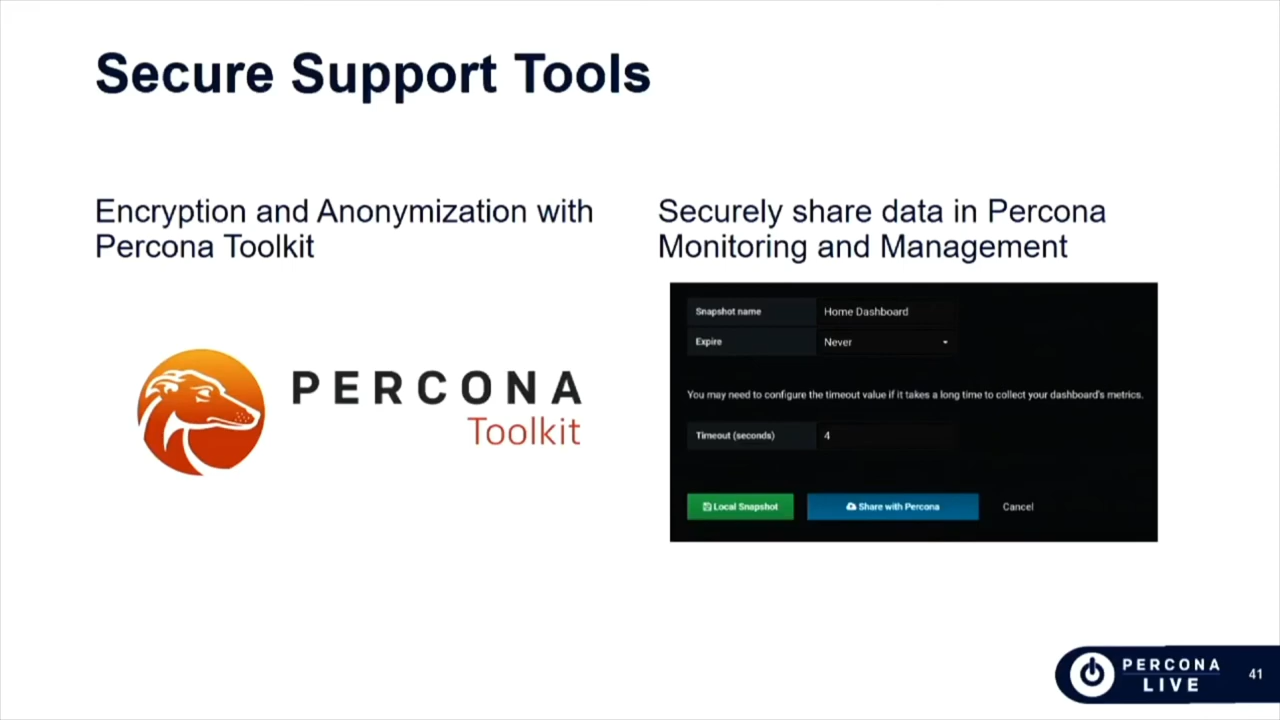 Secure Support Tools
Encryption and Anonymization with
Percona Toolkit
PERCONA
Toolkit
Securely share data in Percona
Monitoring and Management
Snapshot name Home Dashboard
Expire Never
You may need to configure the timeout value if it takes a long time to collect your dashboard's metrics.
Timeout (seconds) 4
Local Snapshot Share with Percona Cancel
PERCONA
LIVE
41